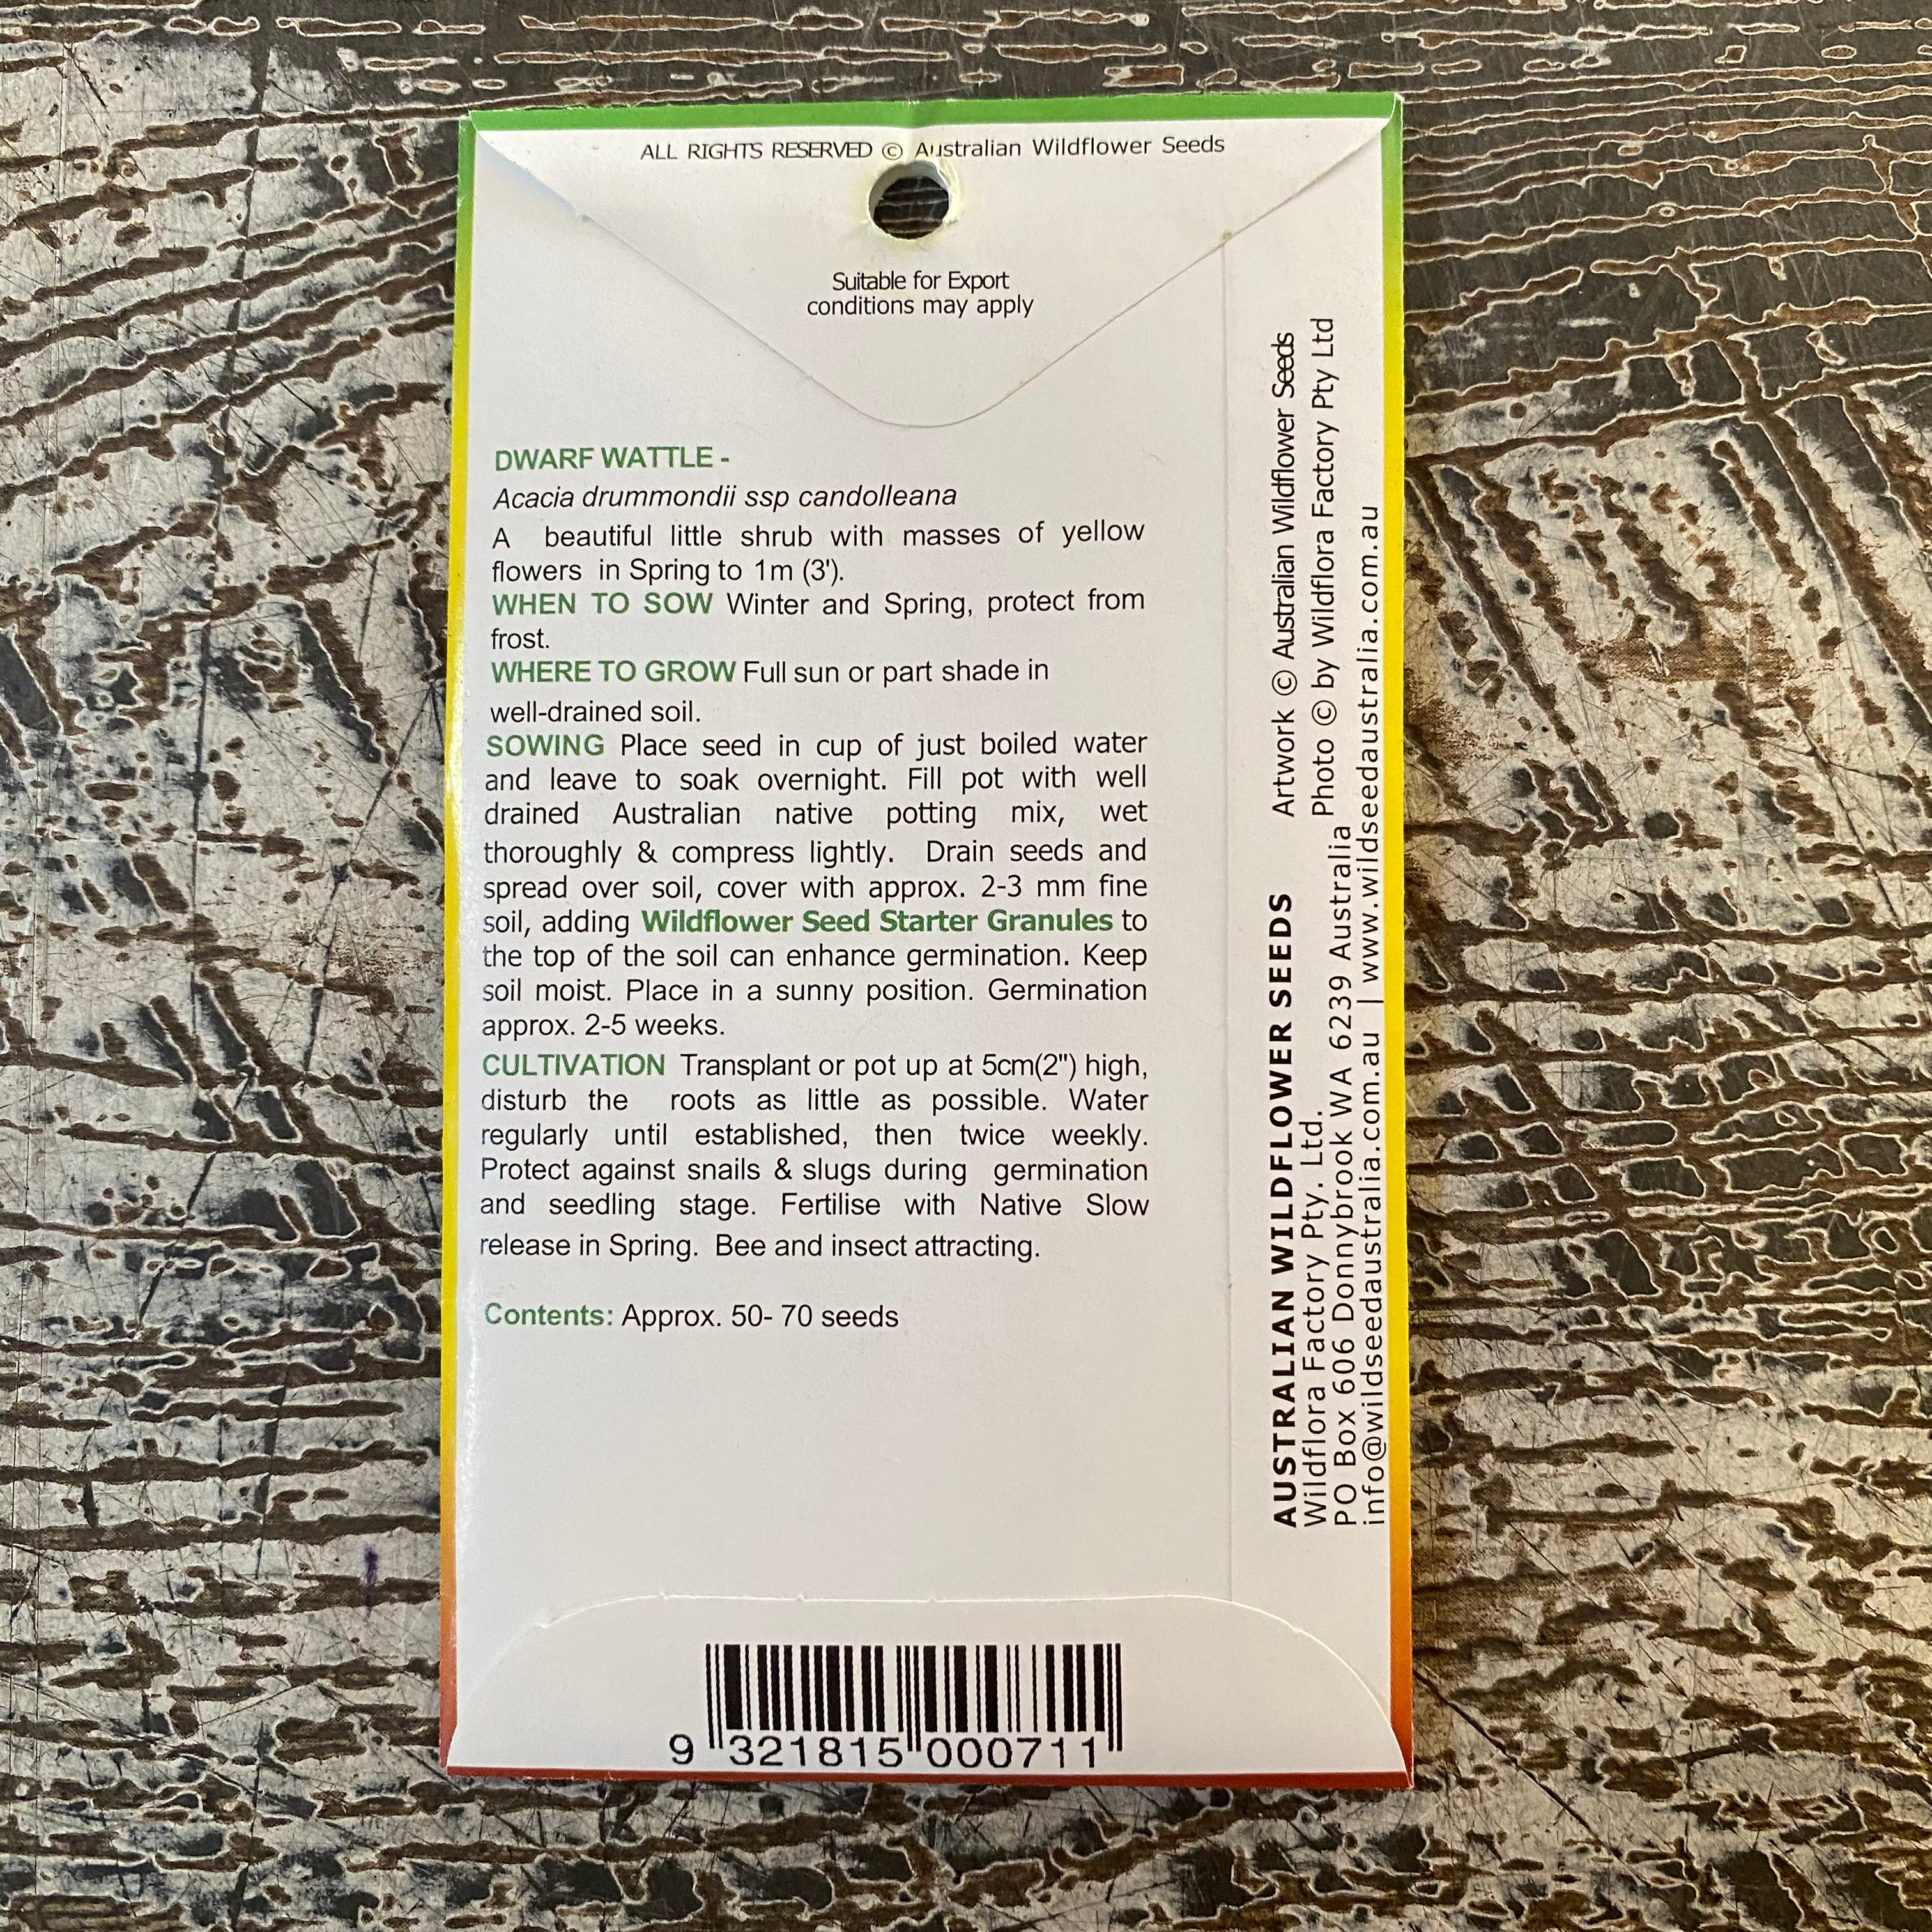 ALL RIGHTS RESERVED © Australian Wildflower Seeds
Suitable for Export
conditions may apply
DWARF WATTLE -
Acacia drummondii ssp candolleana
A beautiful little shrub with masses of yellow
flowers in Spring to 1m (3').
WHEN TO SOW Winter and Spring, protect from
frost.
WHERE TO GROW Full sun or part shade in
well-drained soil.
SOWING Place seed in cup of just boiled water
and leave to soak overnight. Fill pot with well
drained Australian native potting mix, wet
thoroughly & compress lightly. Drain seeds and
spread over soil, cover with approx. 2-3 mm fine
soil, adding Wildflower Seed Starter Granules to
the top of the soil can enhance germination. Keep
soil moist. Place in a sunny position. Germination
approx. 2-5 weeks.
CULTIVATION Transplant or pot up at 5cm(2") high,
disturb the roots as little as possible. Water
regularly until established, then twice weekly.
Protect against snails & slugs during germination
and seedling stage. Fertilise with Native Slow
release in Spring. Bee and insect attracting.
Contents: Approx. 50- 70 seeds
AUSTRALIAN WILDFLOWER SEEDS
Wildflora Factory Pty. Ltd.
PO Box 606 Donnybrook WA 6239 Australia
info@wildseedaustralia.com.au | www.wildseedaustralia.com.au
Artwork © Australian Wildflower Seeds
Photo © by Wildflora Factory Pty Ltd
9 321815 000711